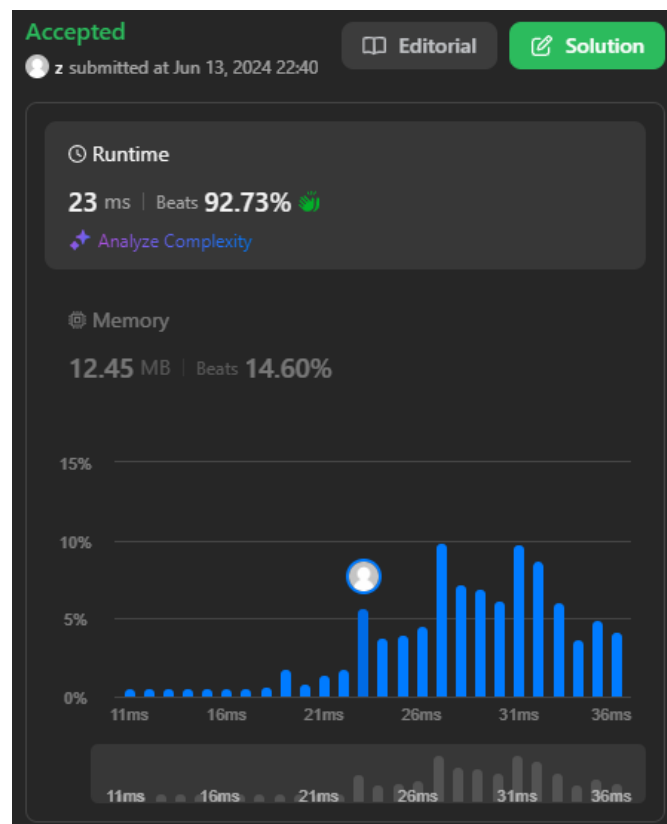 Accepted
z submitted at Jun 13, 2024 22:40
Editorial
Solution
Runtime
23 ms | Beats 92.73%
Analyze Complexity
Memory
12.45 MB | Beats 14.60%
15%
10%
5%
0%
11ms 16ms 21ms 26ms 31ms 36ms
11ms 16ms 21ms 26ms 31ms 36ms